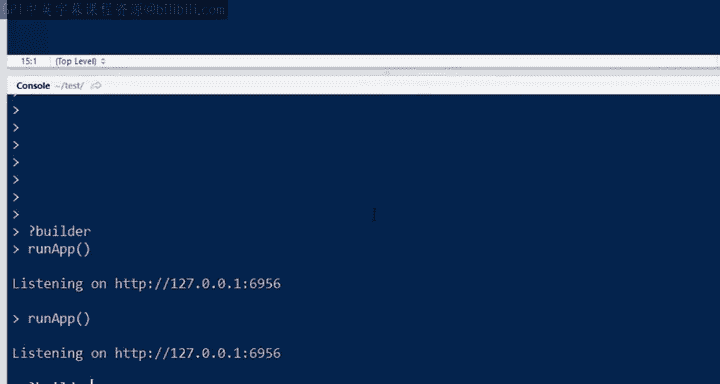 15:1 (Top Level)
Console ~/test/
>
>
>
>
>
>
>
> ?builder
> runApp()
Listening on http://127.0.0.1:6956
> runApp()
Listening on http://127.0.0.1:6956